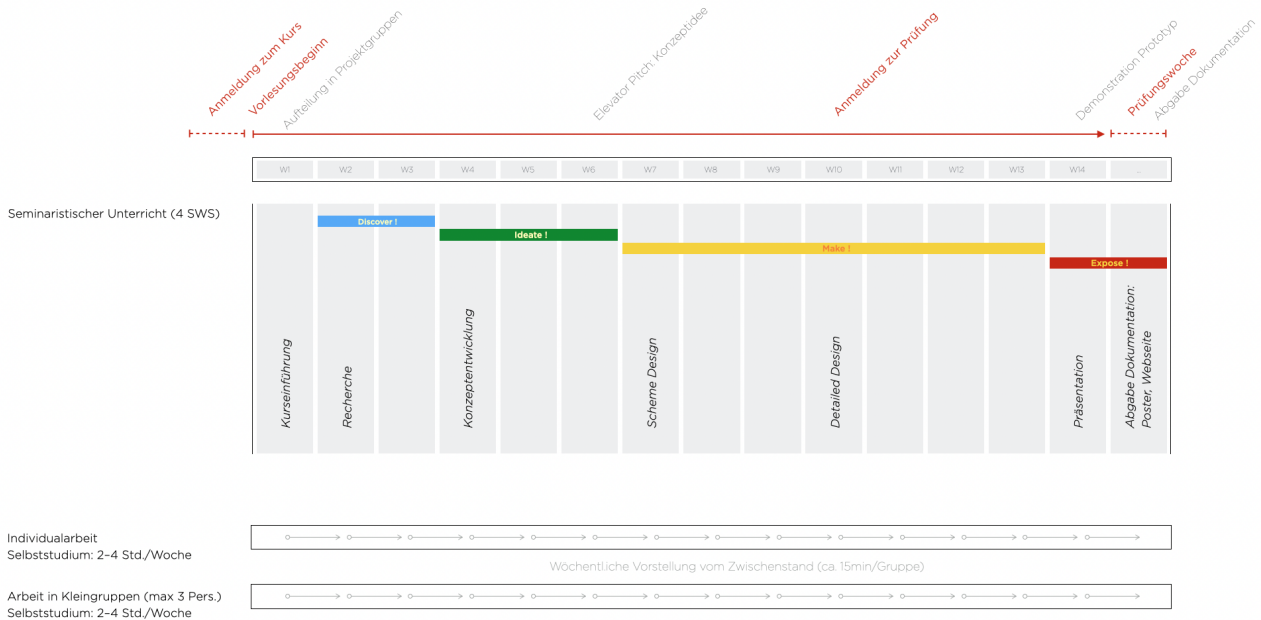 Anmeldung zum Kurs
Vorlesungsbeginn
Aufteilung in Projektgruppen
Elevator Pitch: Konzeptidee
Anmeldung zur Prüfung
Demonstration Prototyp
Prüfungswoche
Abgabe Dokumentation
W1 W2 W3 W4 W5 W6 W7 W8 W9 W10 W11 W12 W13 W14 .
Seminaristischer Unterricht (4 SWS)
Discover !
Ideate !
Make !
Expose !
Kurseinführung
Recherche
Konzeptentwicklung
Scheme Design
Detailed Design
Präsentation
Abgabe Dokumentation:
Poster, Webseite
Individualarbeit
Selbststudium: 2–4 Std./Woche
Wöchentliche Vorstellung vom Zwischenstand (ca. 15min/Gruppe)
Arbeit in Kleingruppen (max 3 Pers.)
Selbststudium: 2–4 Std./Woche